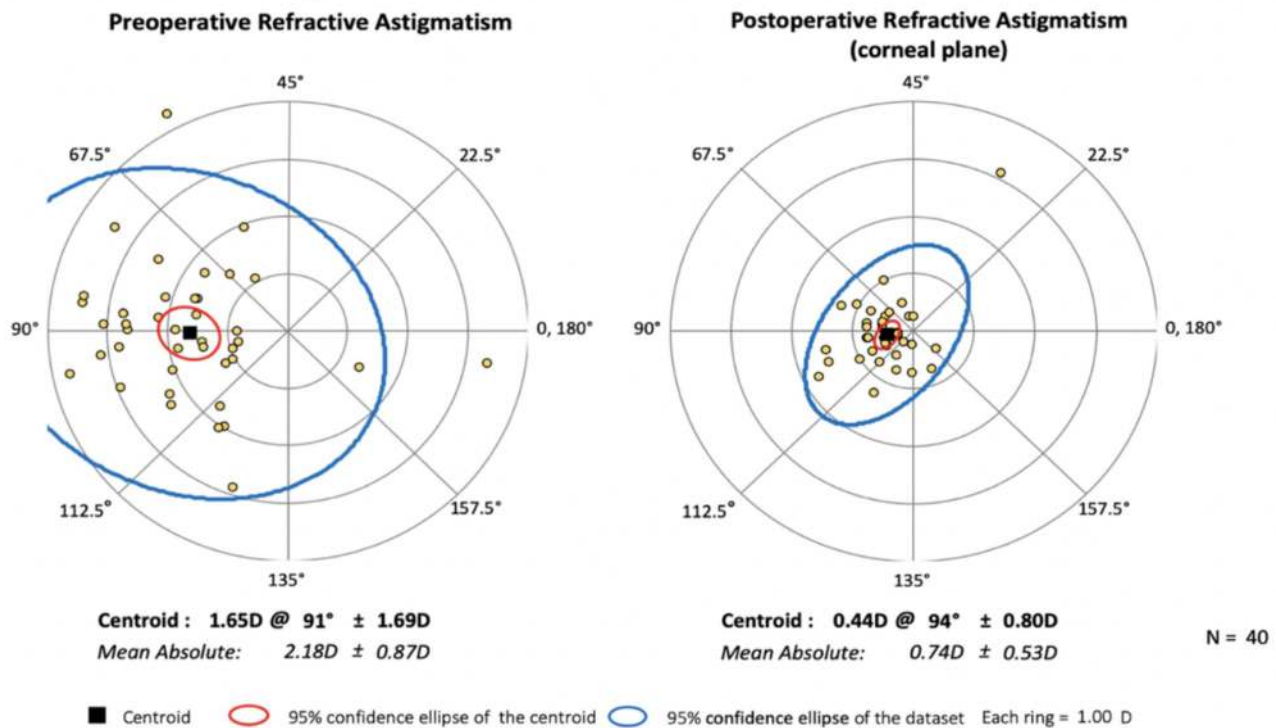 Preoperative Refractive Astigmatism
45°
67.5°
22.5°
90°
0, 180°
112.5°
157.5°
135°
Centroid : 1.65D @ 91° ± 1.69D
Mean Absolute: 2.18D ± 0.87D
Postoperative Refractive Astigmatism
(corneal plane)
45°
67.5°
22.5°
90°
0, 180°
112.5°
157.5°
135°
Centroid : 0.44D @ 94° ± 0.80D
Mean Absolute: 0.74D ± 0.53D
N = 40
Centroid 95% confidence ellipse of the centroid 95% confidence ellipse of the dataset Each ring = 1.00 D